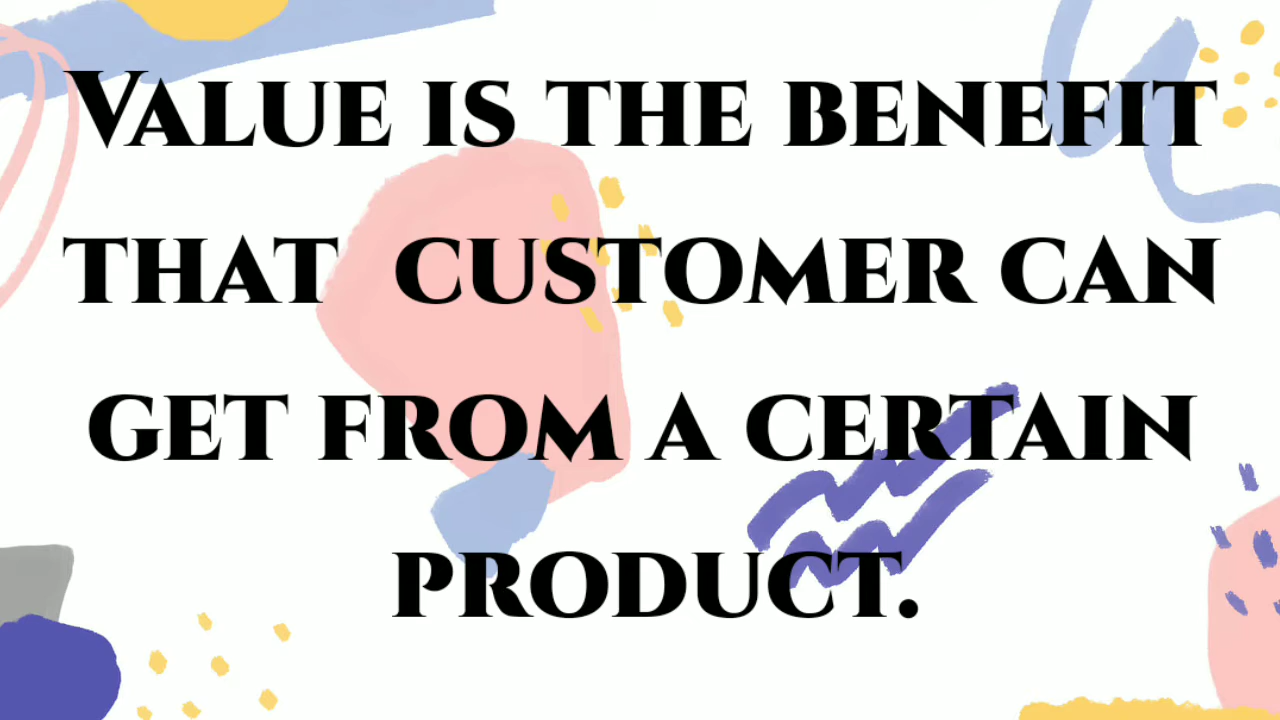 Value is the benefit
that  customer can
get from a certain
product.